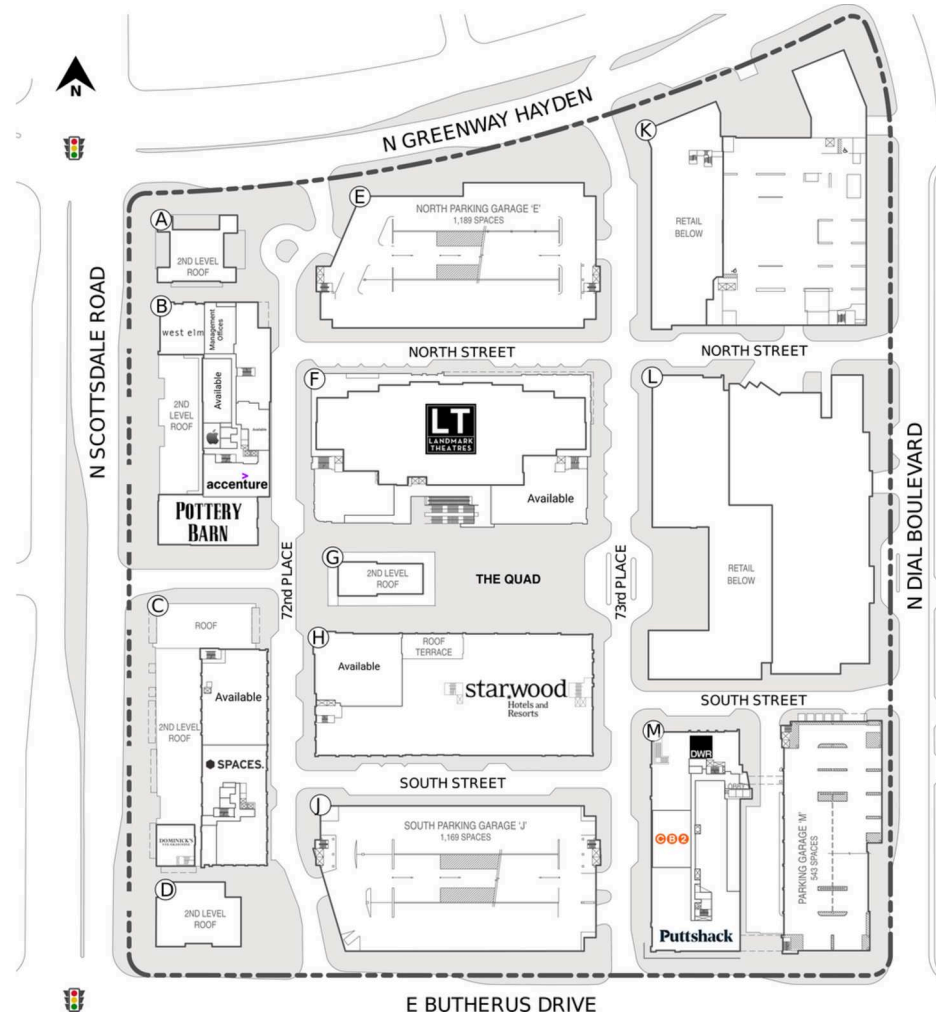 N
N GREENWAY HAYDEN
K
A
E
NORTH PARKING GARAGE 'E'
1,189 SPACES
2ND LEVEL
ROOF
RETAIL
BELOW
N SCOTTSDALE ROAD
B
west elm
Management
Offices
NORTH STREET
NORTH STREET
F
L
Available
2ND
LEVEL
ROOF
LT
LANDMARK
THEATRES
accenture
>
Available
POTTERY
BARN
72nd PLACE
G
2ND LEVEL
ROOF
THE QUAD
73rd PLACE
RETAIL
BELOW
N DIAL BOULEVARD
C
ROOF
H
Available
ROOF
TERRACE
starwood
Hotels and
Resorts
Available
2ND LEVEL
ROOF
SPACES.
SOUTH STREET
M
DWR
SOUTH STREET
J
SOUTH PARKING GARAGE 'J'
1,169 SPACES
CB2
PARKING GARAGE 'M'
543 SPACES
DOMINICK'S
D
2ND LEVEL
ROOF
Puttshack
E BUTHERUS DRIVE